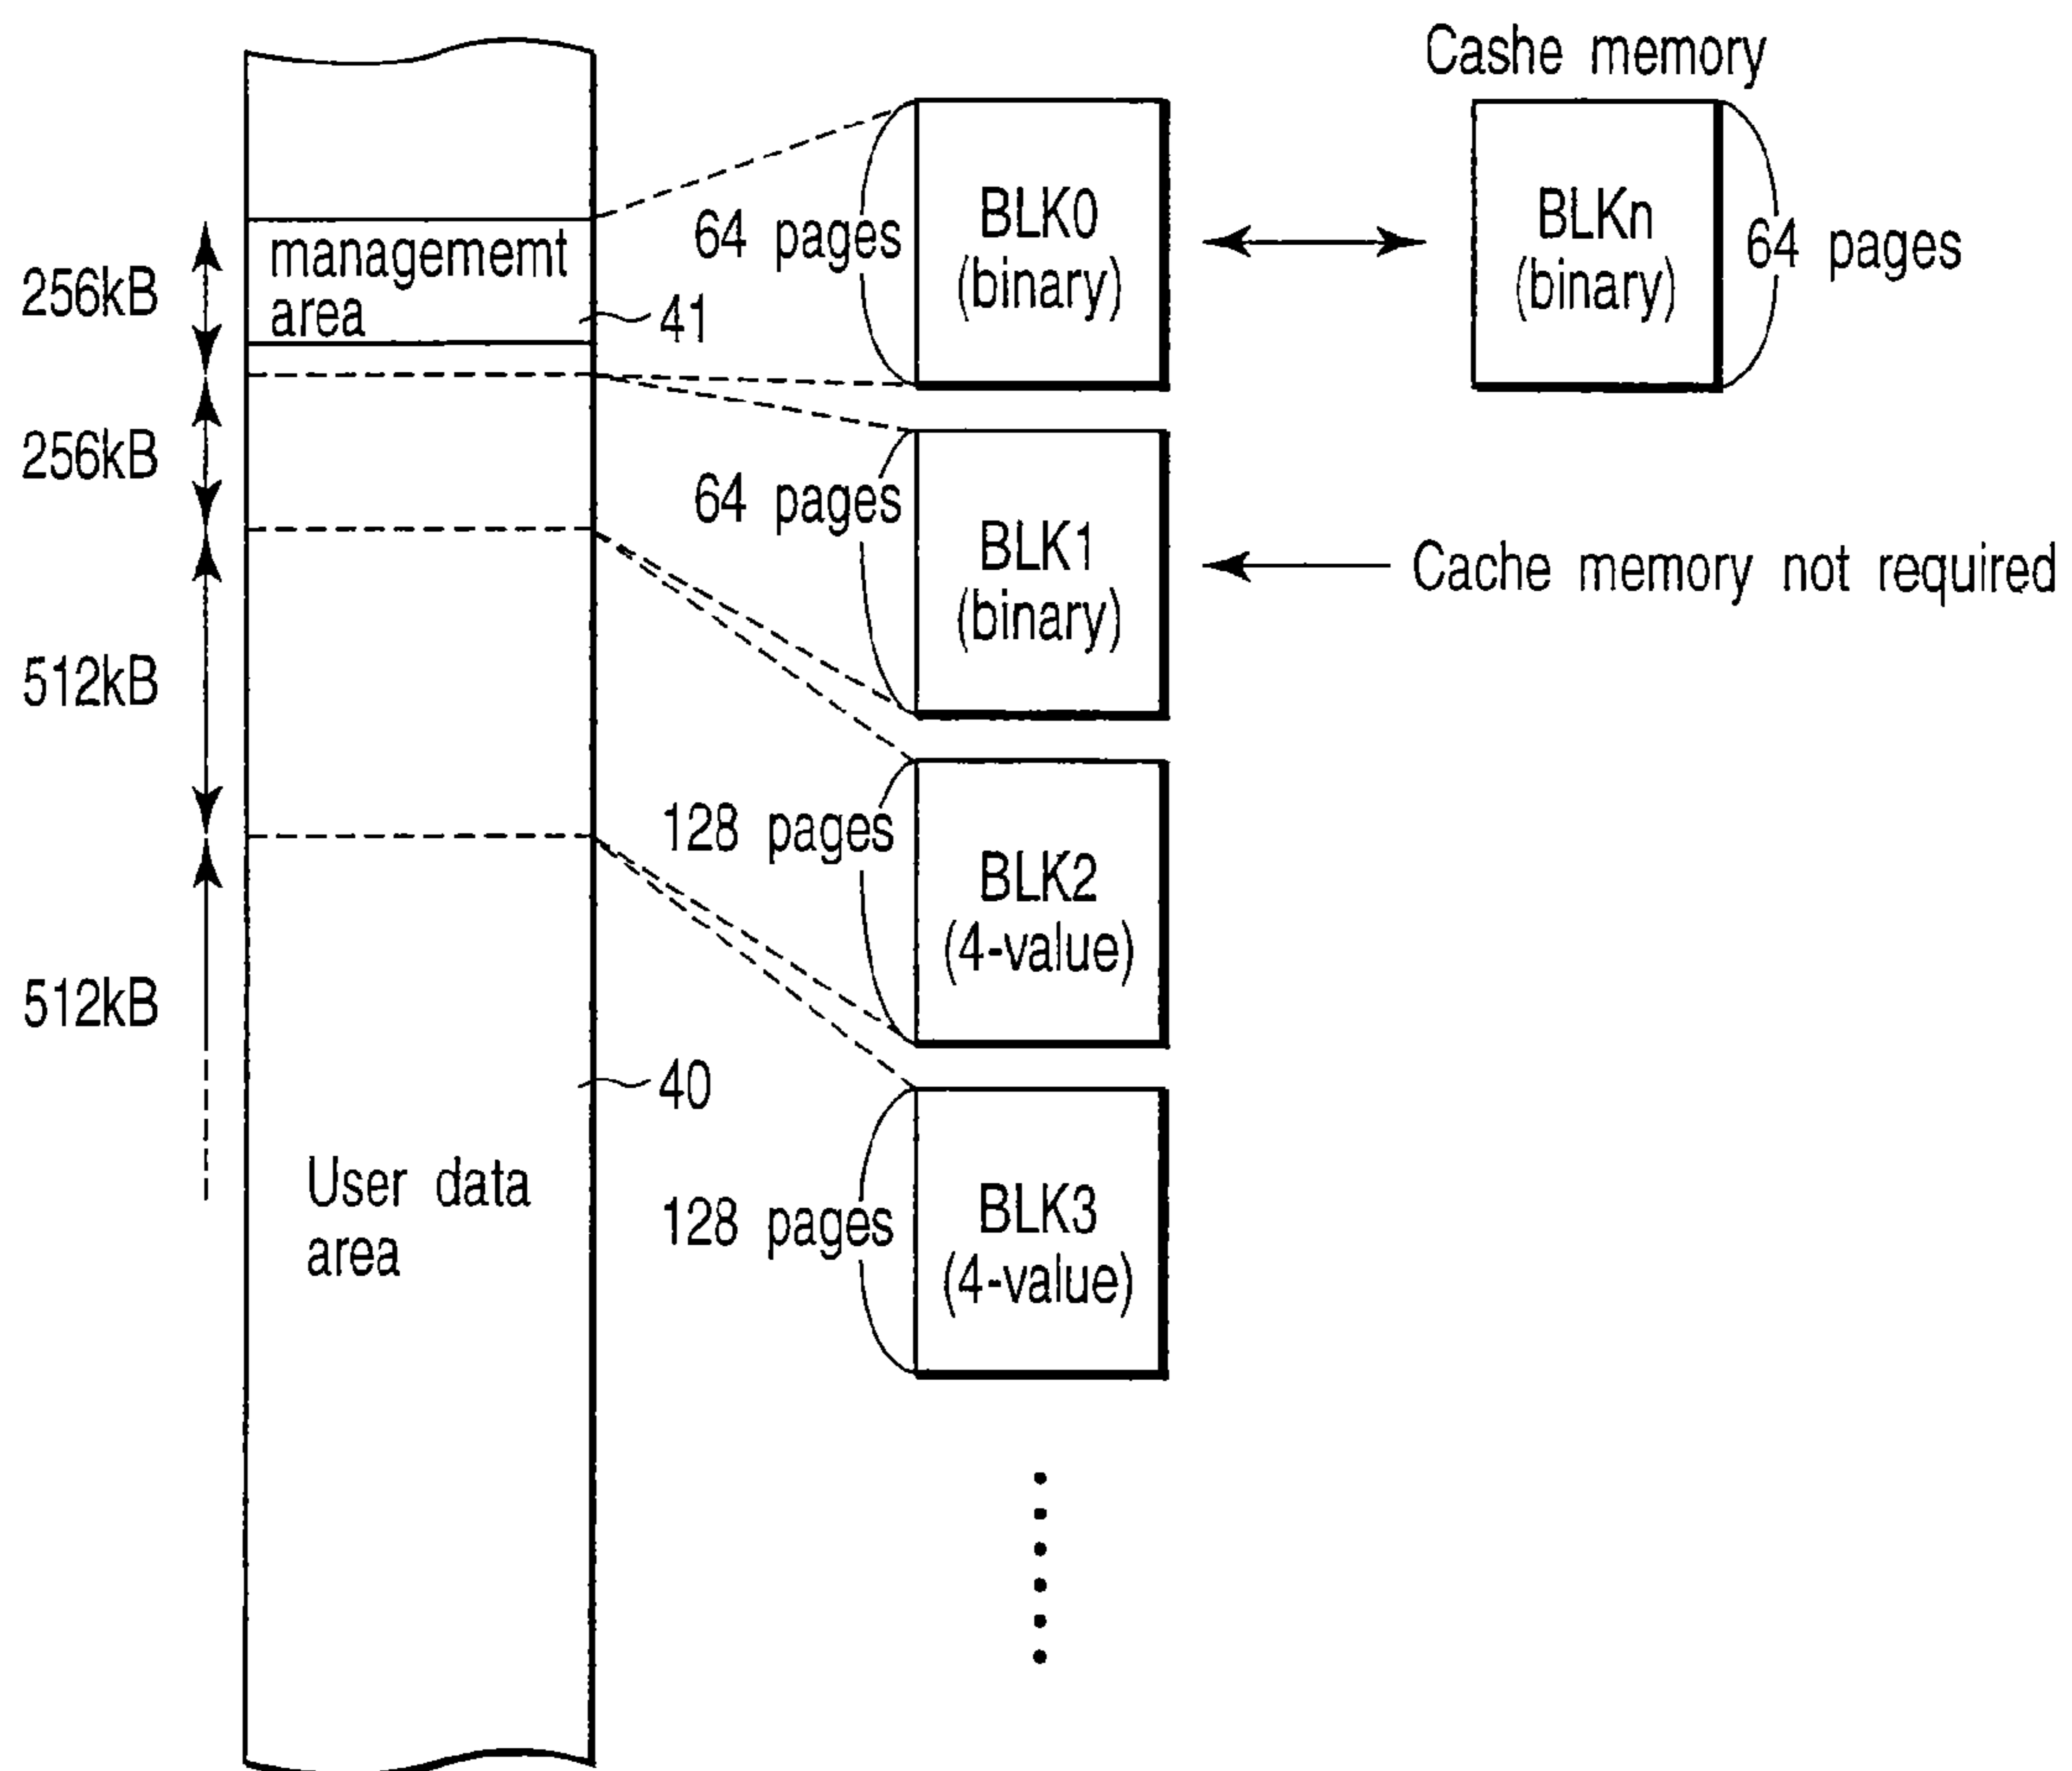 Cashe memory
256kB
managememt
area
41
64 pages
BLK0
(binary)
BLKn
(binary)
64 pages
256kB
64 pages
BLK1
(binary)
Cache memory not required
512kB
128 pages
BLK2
(4-value)
512kB
40
User data
area
128 pages
BLK3
(4-value)